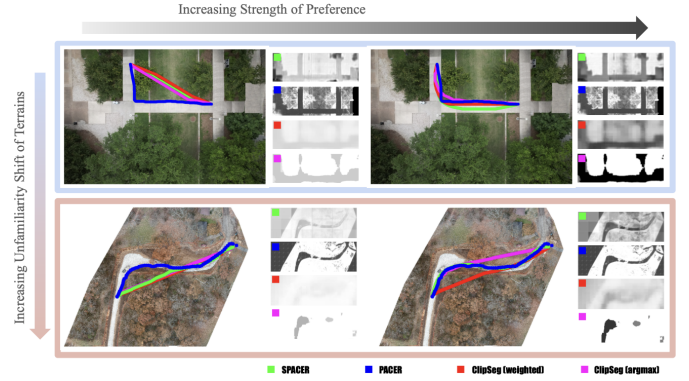 Increasing Strength of Preference
Increasing Unfamiliarity Shift of Terrains
SPACER
PACER
ClipSeg (weighted)
ClipSeg (argmax)